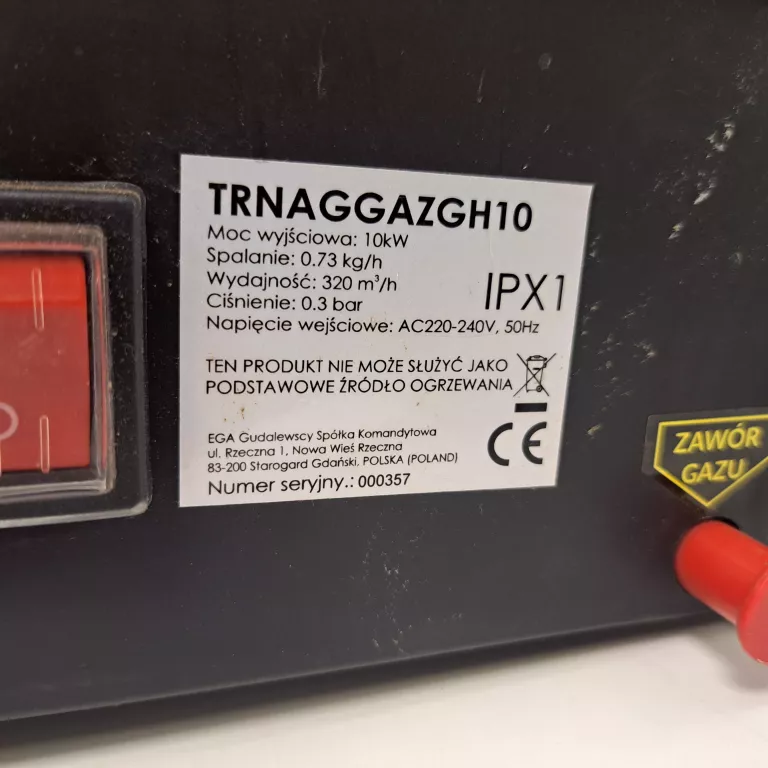 TRNAGGAZGH10
Moc wyjściowa: 10kW
Spalanie: 0.73 kg/h
Wydajność: 320 m³/h
Ciśnienie: 0.3 bar
IPX1
Napięcie wejściowe: AC220-240V, 50Hz
TEN PRODUKT NIE MOŻE SŁUŻYĆ JAKO
PODSTAWOWE ŹRÓDŁO OGRZEWANIA
EGA Gudalewscy Spółka Komandytowa
ul. Rzeczna 1, Nowa Wieś Rzeczna
83-200 Starogard Gdański, POLSKA (POLAND)
CE
Numer seryjny.: 000357
ZAWÓR
GAZU